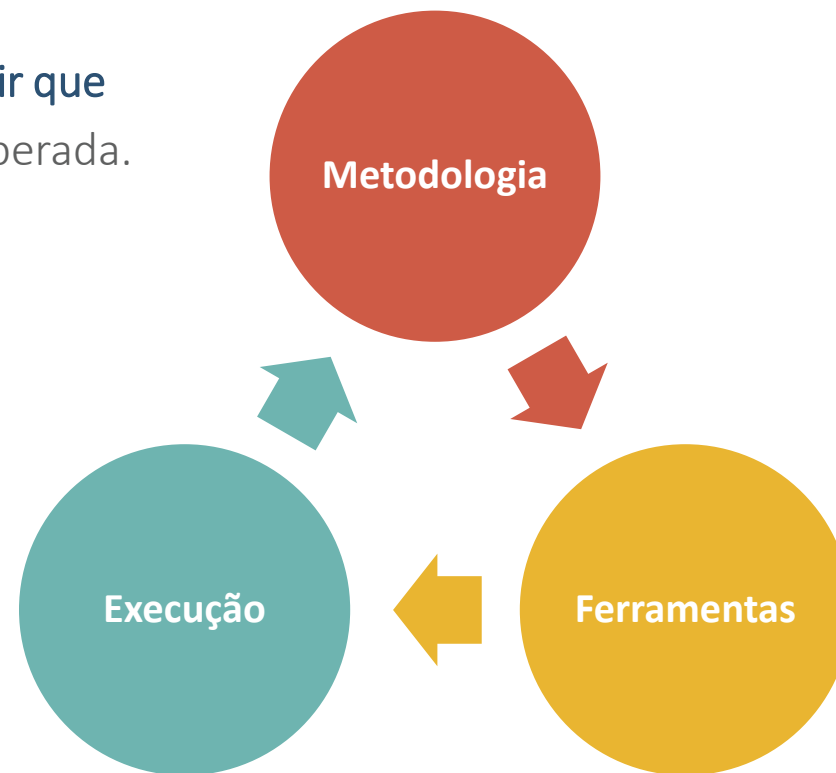 ir que
perada.
Metodologia
Execução
Ferramentas